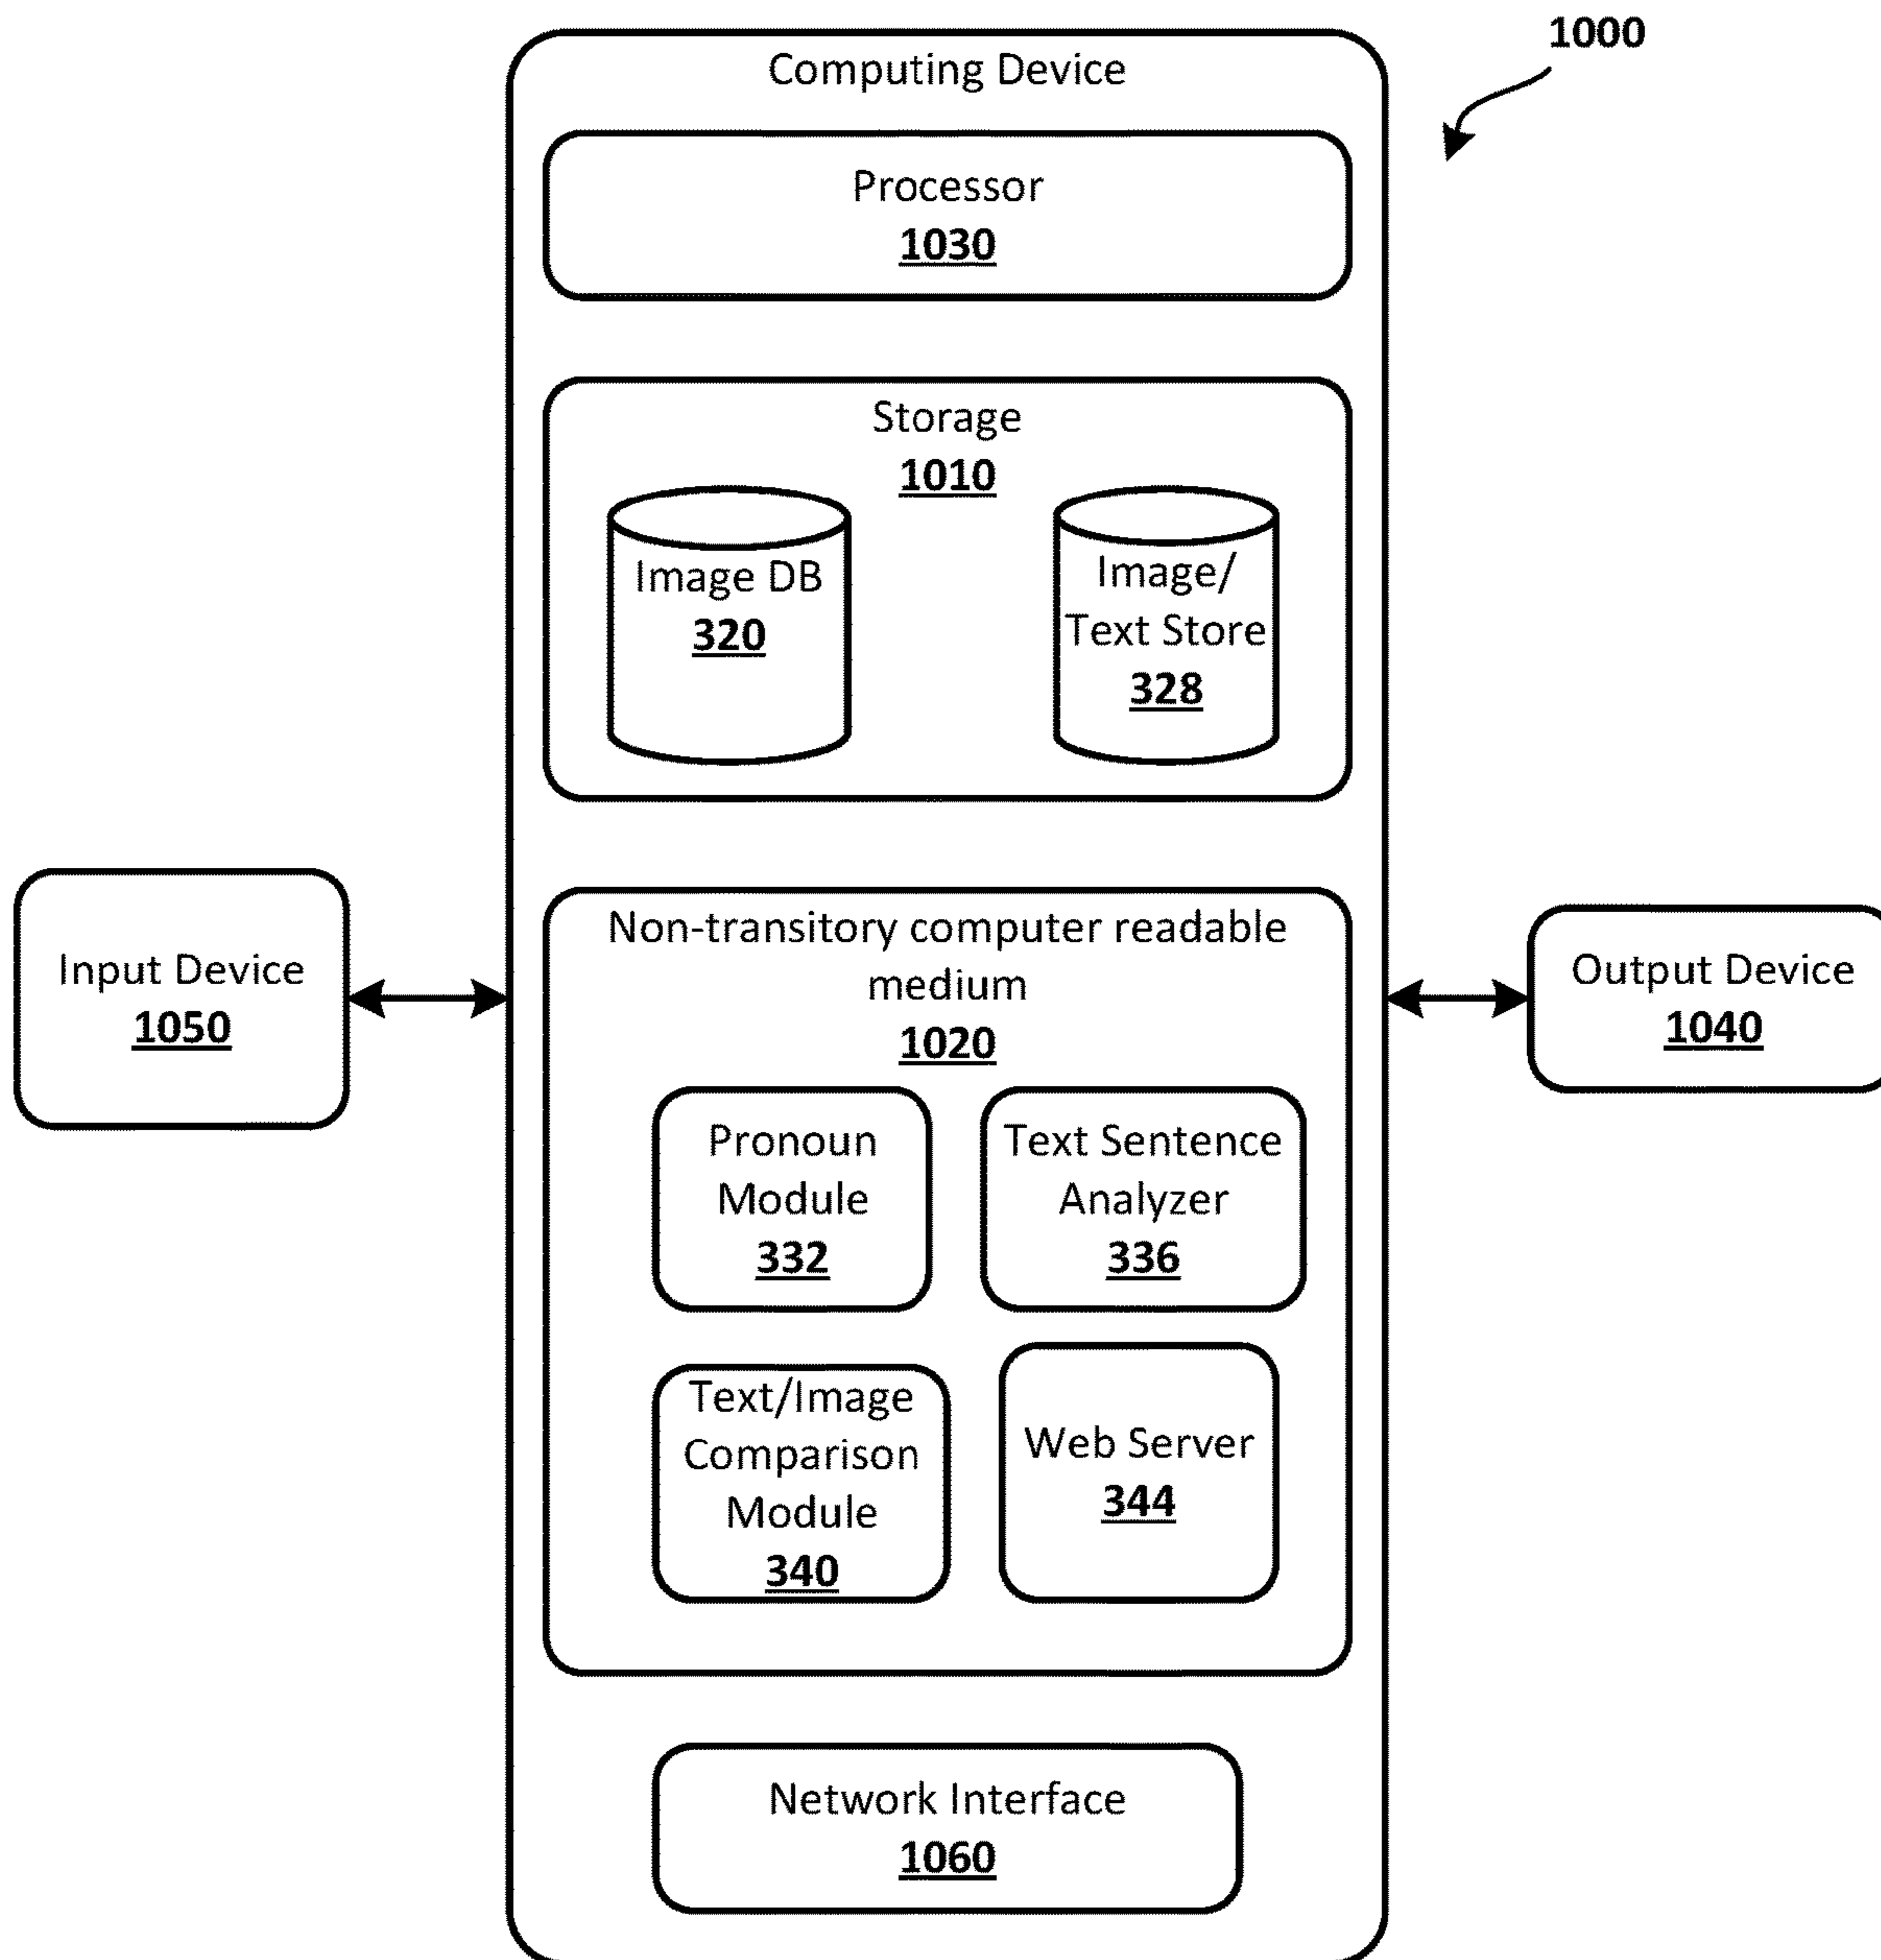 1000
Computing Device
Processor
1030
Storage
1010
Image DB
320
Image/
Text Store
328
Input Device
1050
Non-transitory computer readable
medium
1020
Output Device
1040
Pronoun
Module
332
Text Sentence
Analyzer
336
Text/Image
Comparison
Module
340
Web Server
344
Network Interface
1060